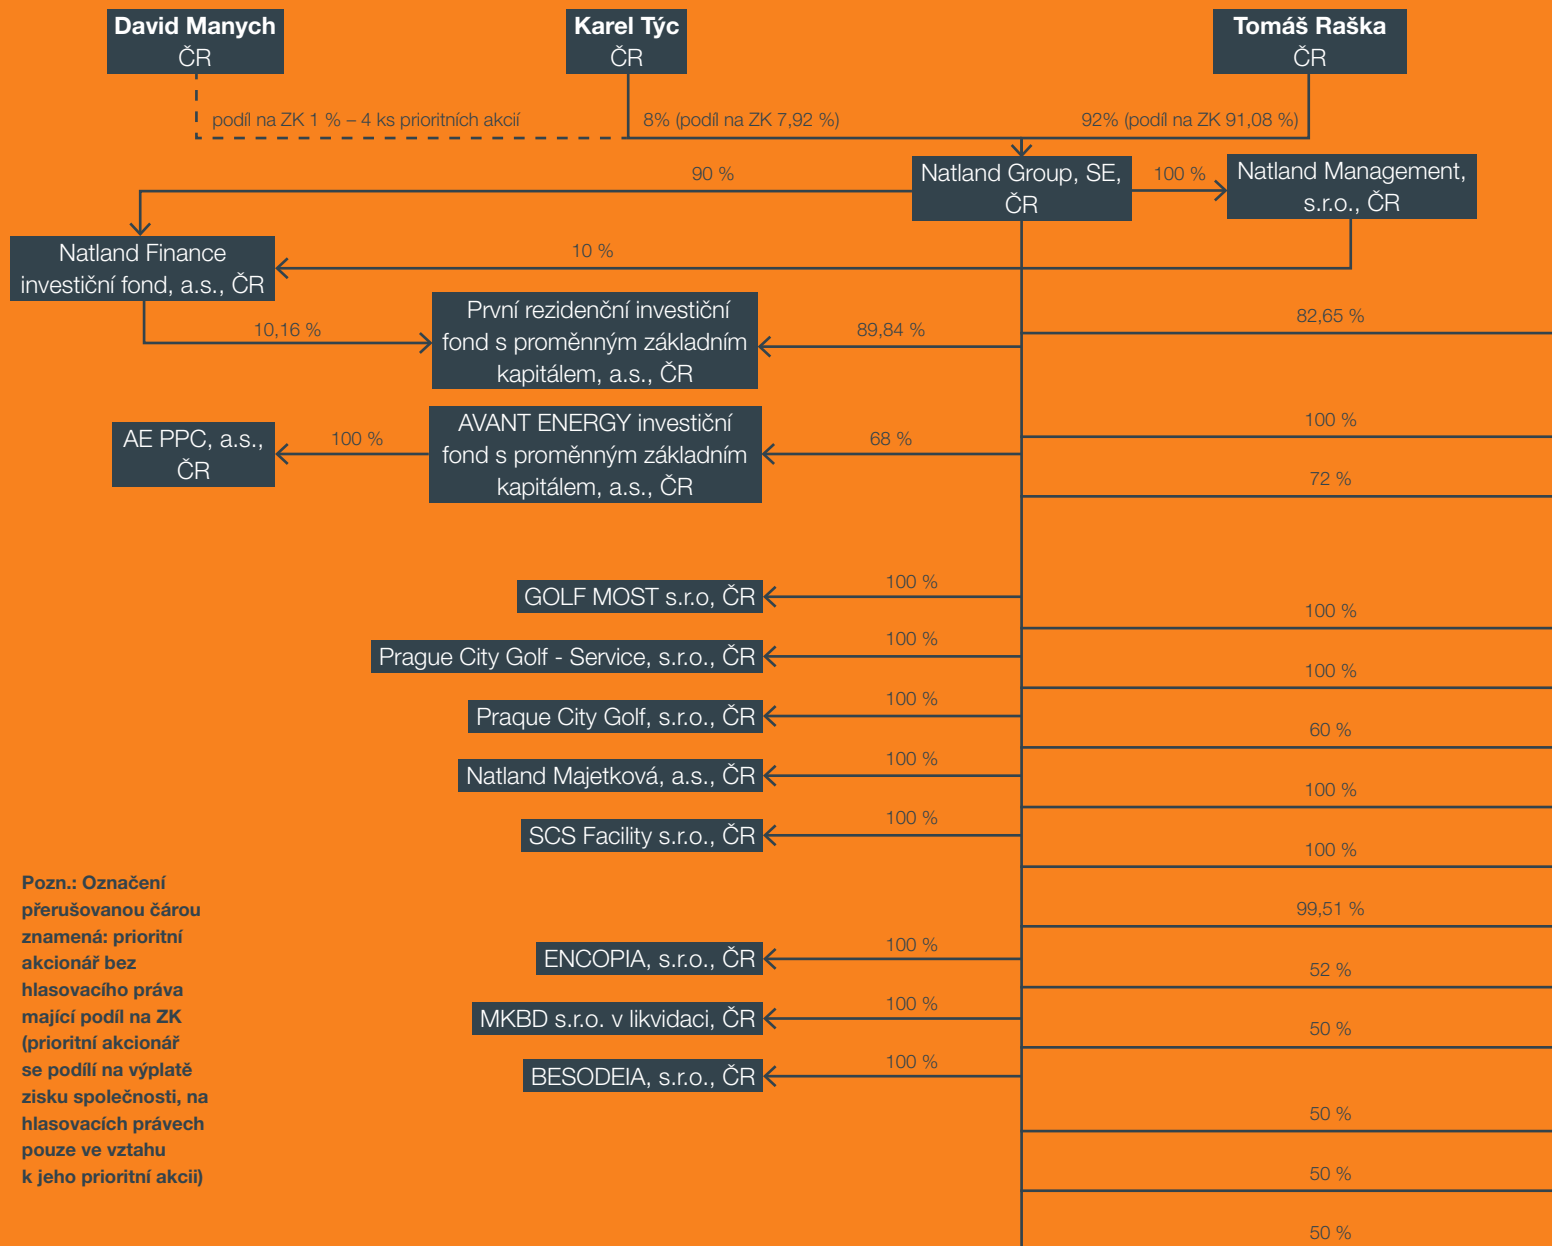 David Manych
ČR
Karel Týc
ČR
Tomáš Raška
ČR
podíl na ZK 1 % – 4 ks prioritních akcií
8% (podíl na ZK 7,92 %)
92% (podíl na ZK 91,08 %)
90 %
Natland Group, SE,
ČR
100 %
Natland Management,
s.r.o., ČR
Natland Finance
investiční fond, a.s., ČR
10 %
10,16 %
První rezidenční investiční
fond s proměnným základním
kapitálem, a.s., ČR
89,84 %
82,65 %
AE PPC, a.s.,
ČR
100 %
AVANT ENERGY investiční
fond s proměnným základním
kapitálem, a.s., ČR
68 %
100 %
72 %
GOLF MOST s.r.o, ČR
100 %
100 %
Prague City Golf - Service, s.r.o., ČR
100 %
100 %
Praque City Golf, s.r.o., ČR
100 %
60 %
Natland Majetková, a.s., ČR
100 %
100 %
SCS Facility s.r.o., ČR
100 %
100 %
99,51 %
ENCOPIA, s.r.o., ČR
100 %
52 %
MKBD s.r.o. v likvidaci, ČR
100 %
50 %
BESODEIA, s.r.o., ČR
100 %
50 %
50 %
50 %
Pozn.: Označení
přerušovanou čárou
znamená: prioritní
akcionář bez
hlasovacího práva
mající podíl na ZK
(prioritní akcionář
se podílí na výplatě
zisku společnosti, na
hlasovacích právech
pouze ve vztahu
k jeho prioritní akcii)